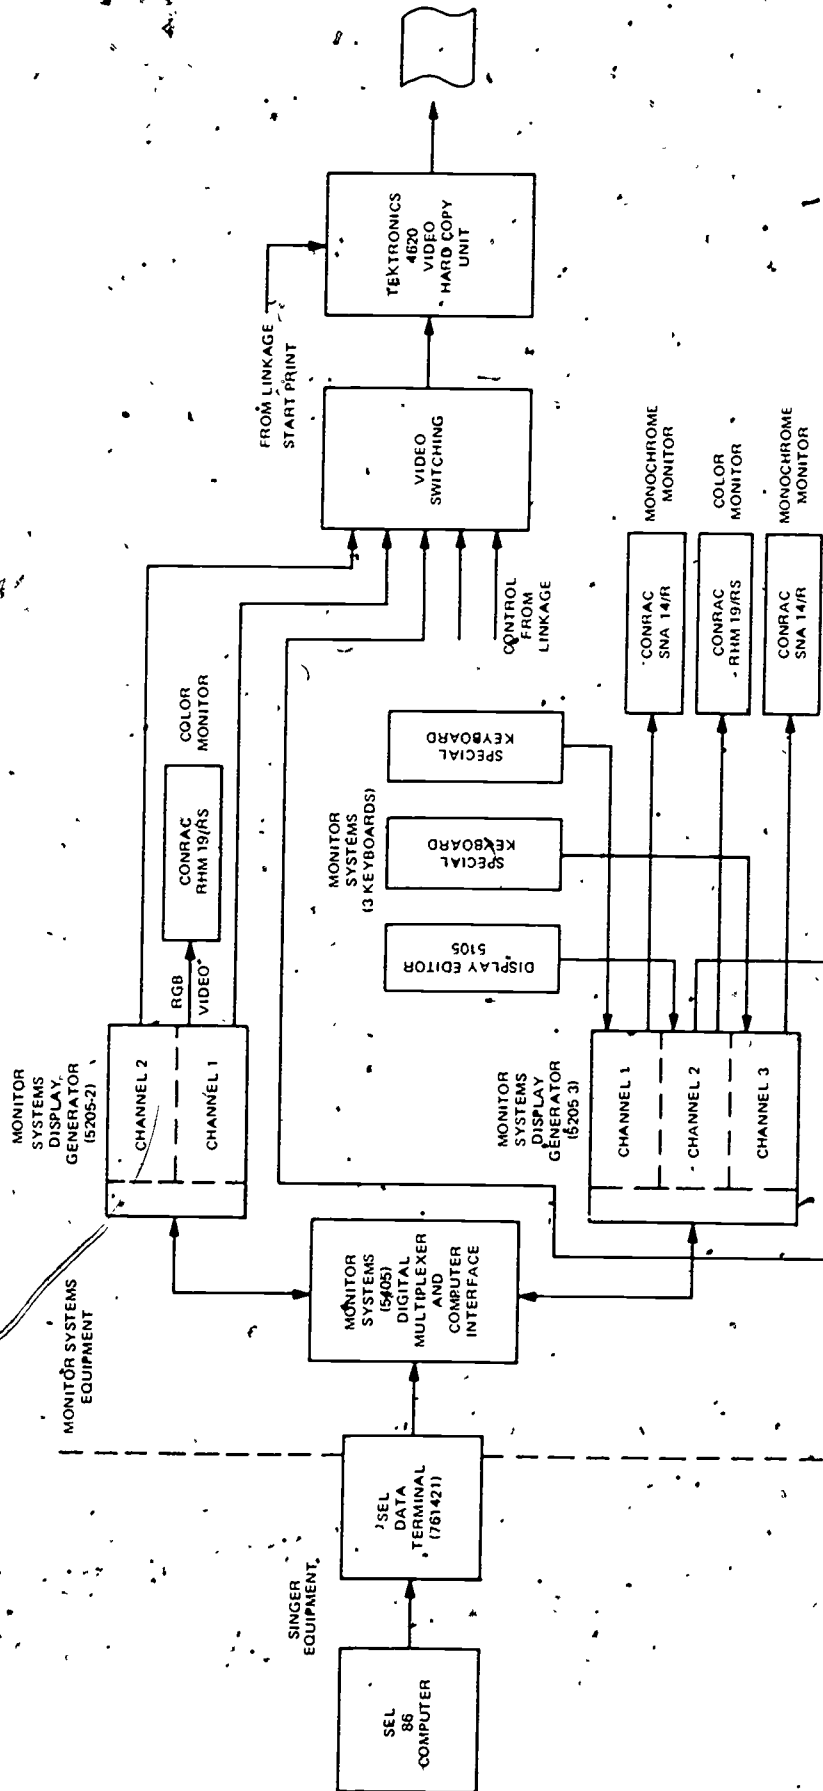 SEL
86
COMPUTER
SINGER
EQUIPMENT
SEL
DATA
TERMINAL
(761421)
MONITOR SYSTEMS
EQUIPMENT
MONITOR
SYSTEMS
(5405)
DIGITAL
MULTIPLEXER
AND
COMPUTER
INTERFACE
MONITOR
SYSTEMS
DISPLAY
GENERATOR
(5205-2)
CHANNEL 2
CHANNEL 1
RGB
VIDEO
CONRAC
RHM 19/RS
COLOR
MONITOR
MONITOR
SYSTEMS
DISPLAY
GENERATOR
(5205 3)
CHANNEL 1
CHANNEL 2
CHANNEL 3
MONITOR
SYSTEMS
(3 KEYBOARDS)
DISPLAY EDITOR
5105
SPECIAL
KEYBOARD
SPECIAL
KEYBOARD
CONTROL
FROM
LINKAGE
VIDEO
SWITCHING
FROM LINKAGE
START PRINT
TEKTRONICS
4620
VIDEO
HARD COPY
UNIT
CONRAC
SNA 14/R
MONOCHROME
MONITOR
CONRAC
RHM 19/RS
COLOR
MONITOR
CONRAC
SNA 14/R
MONOCHROME
MONITOR